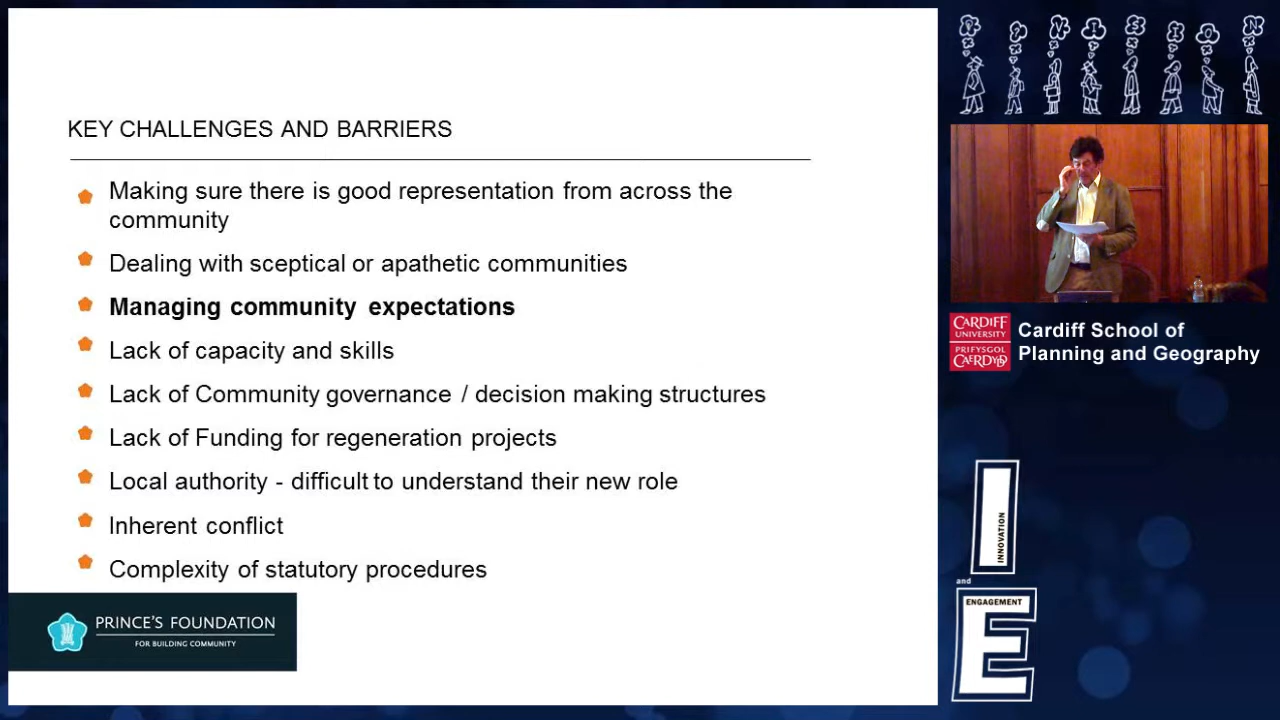 KEY CHALLENGES AND BARRIERS
Making sure there is good representation from across the
community
Dealing with sceptical or apathetic communities
Managing community expectations
Lack of capacity and skills
Lack of Community governance / decision making structures
Lack of Funding for regeneration projects
Local authority - difficult to understand their new role
Inherent conflict
Complexity of statutory procedures
PRINCE'S FOUNDATION
FOR BUILDING COMMUNITY
P?VISION
CARDIFF
UNIVERSITY
PRIFYSGOL
CAERDYDD
Cardiff School of
Planning and Geography
I
INNOVATION
and
ENGAGEMENT
E